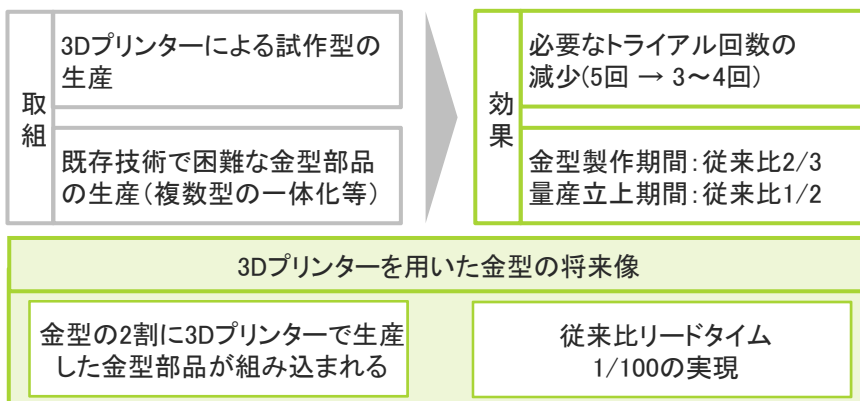 取組
3Dプリンターによる試作型の
生産
既存技術で困難な金型部品
の生産(複数型の一体化等)
効果
必要なトライアル回数の
減少(5回 → 3～4回)
金型製作期間:従来比2/3
量産立上期間:従来比1/2
3Dプリンターを用いた金型の将来像
金型の2割に3Dプリンターで生産
した金型部品が組み込まれる
従来比リードタイム
1/100の実現